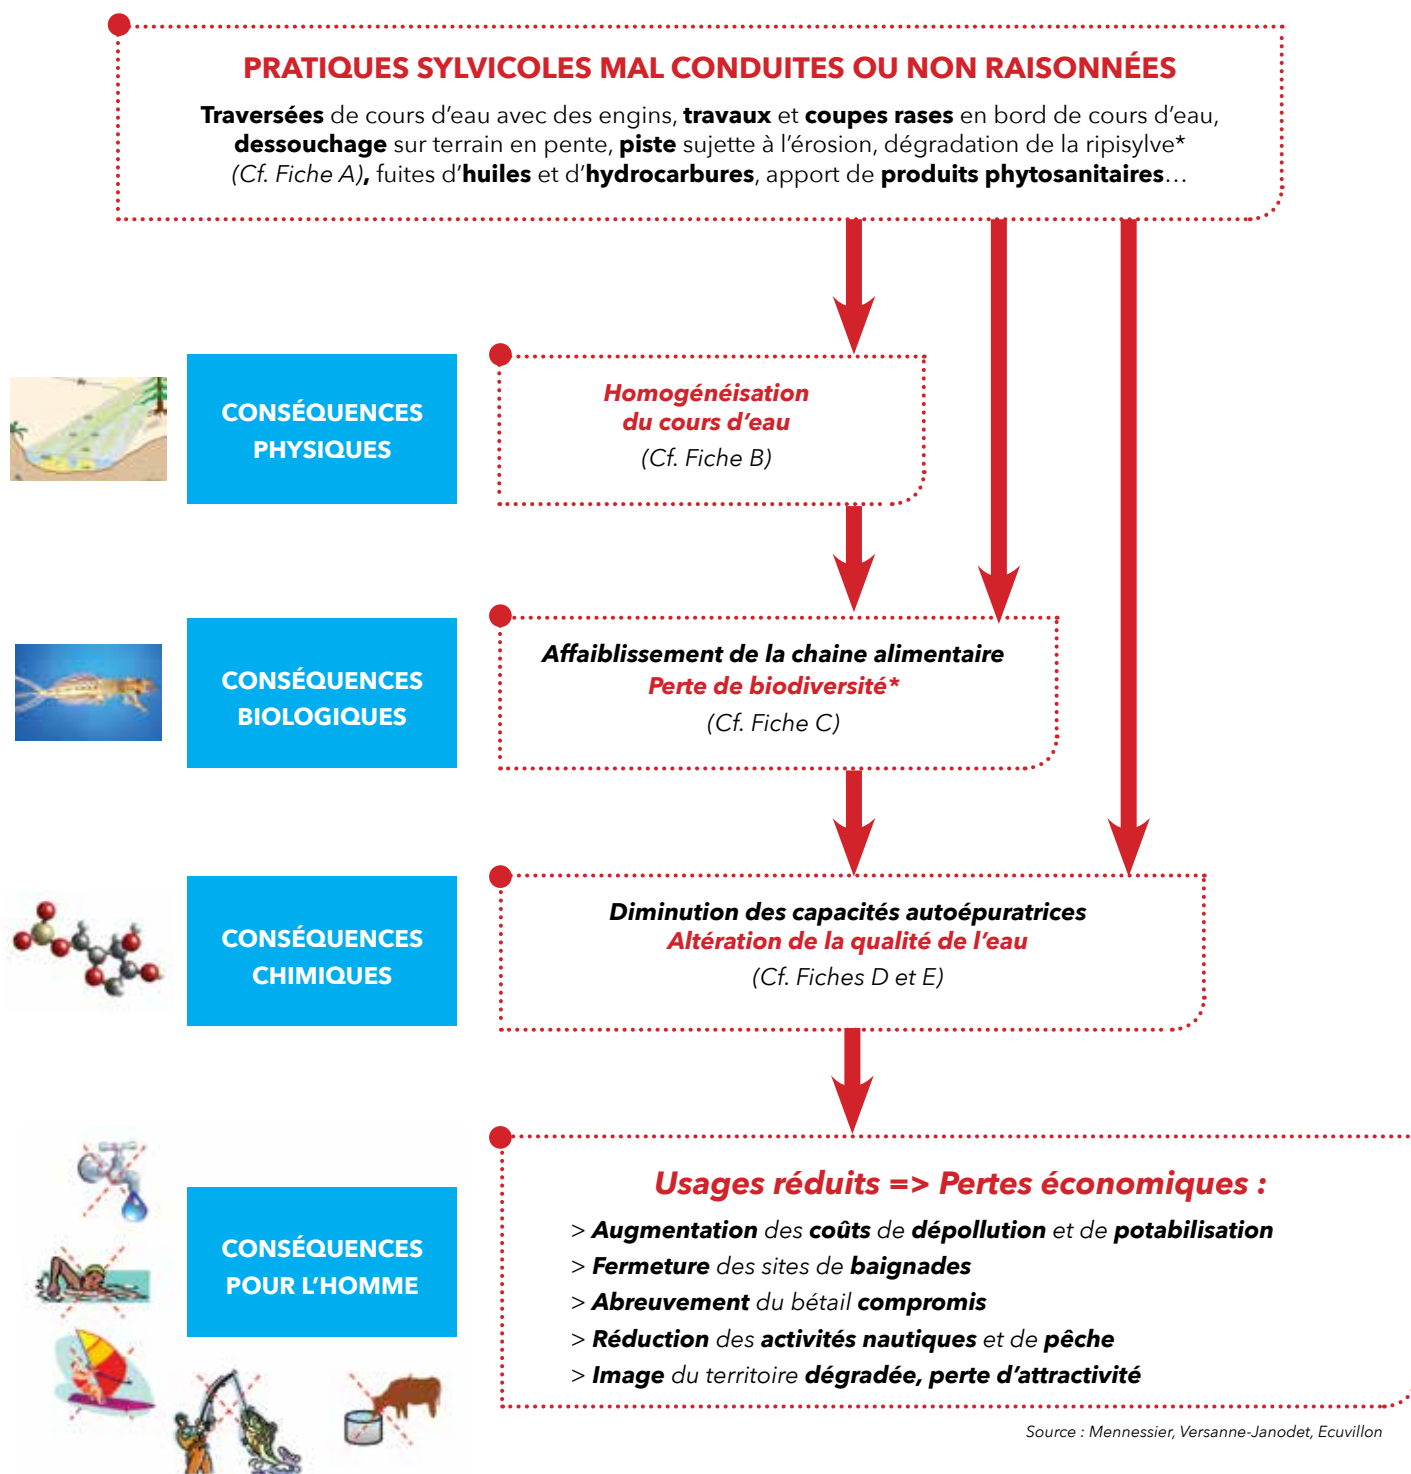 PRATIQUES SYLVICOLES MAL CONDUITES OU NON RAISONNÉES
Traversées de cours d’eau avec des engins, travaux et coupes rases en bord de cours d’eau,
dessouchage sur terrain en pente, piste sujette à l’érosion, dégradation de la ripisylve*
(Cf. Fiche A), fuites d’huiles et d’hydrocarbures, apport de produits phytosanitaires…
CONSÉQUENCES
PHYSIQUES
Homogénéisation
du cours d’eau
(Cf. Fiche B)
CONSÉQUENCES
BIOLOGIQUES
Affaiblissement de la chaine alimentaire
Perte de biodiversité*
(Cf. Fiche C)
CONSÉQUENCES
CHIMIQUES
Diminution des capacités autoépuratrices
Altération de la qualité de l’eau
(Cf. Fiches D et E)
CONSÉQUENCES
POUR L’HOMME
Usages réduits => Pertes économiques :
> Augmentation des coûts de dépollution et de potabilisation
> Fermeture des sites de baignades
> Abreuvement du bétail compromis
> Réduction des activités nautiques et de pêche
> Image du territoire dégradée, perte d’attractivité
Source : Mennessier, Versanne-Janodet, Ecuvillon